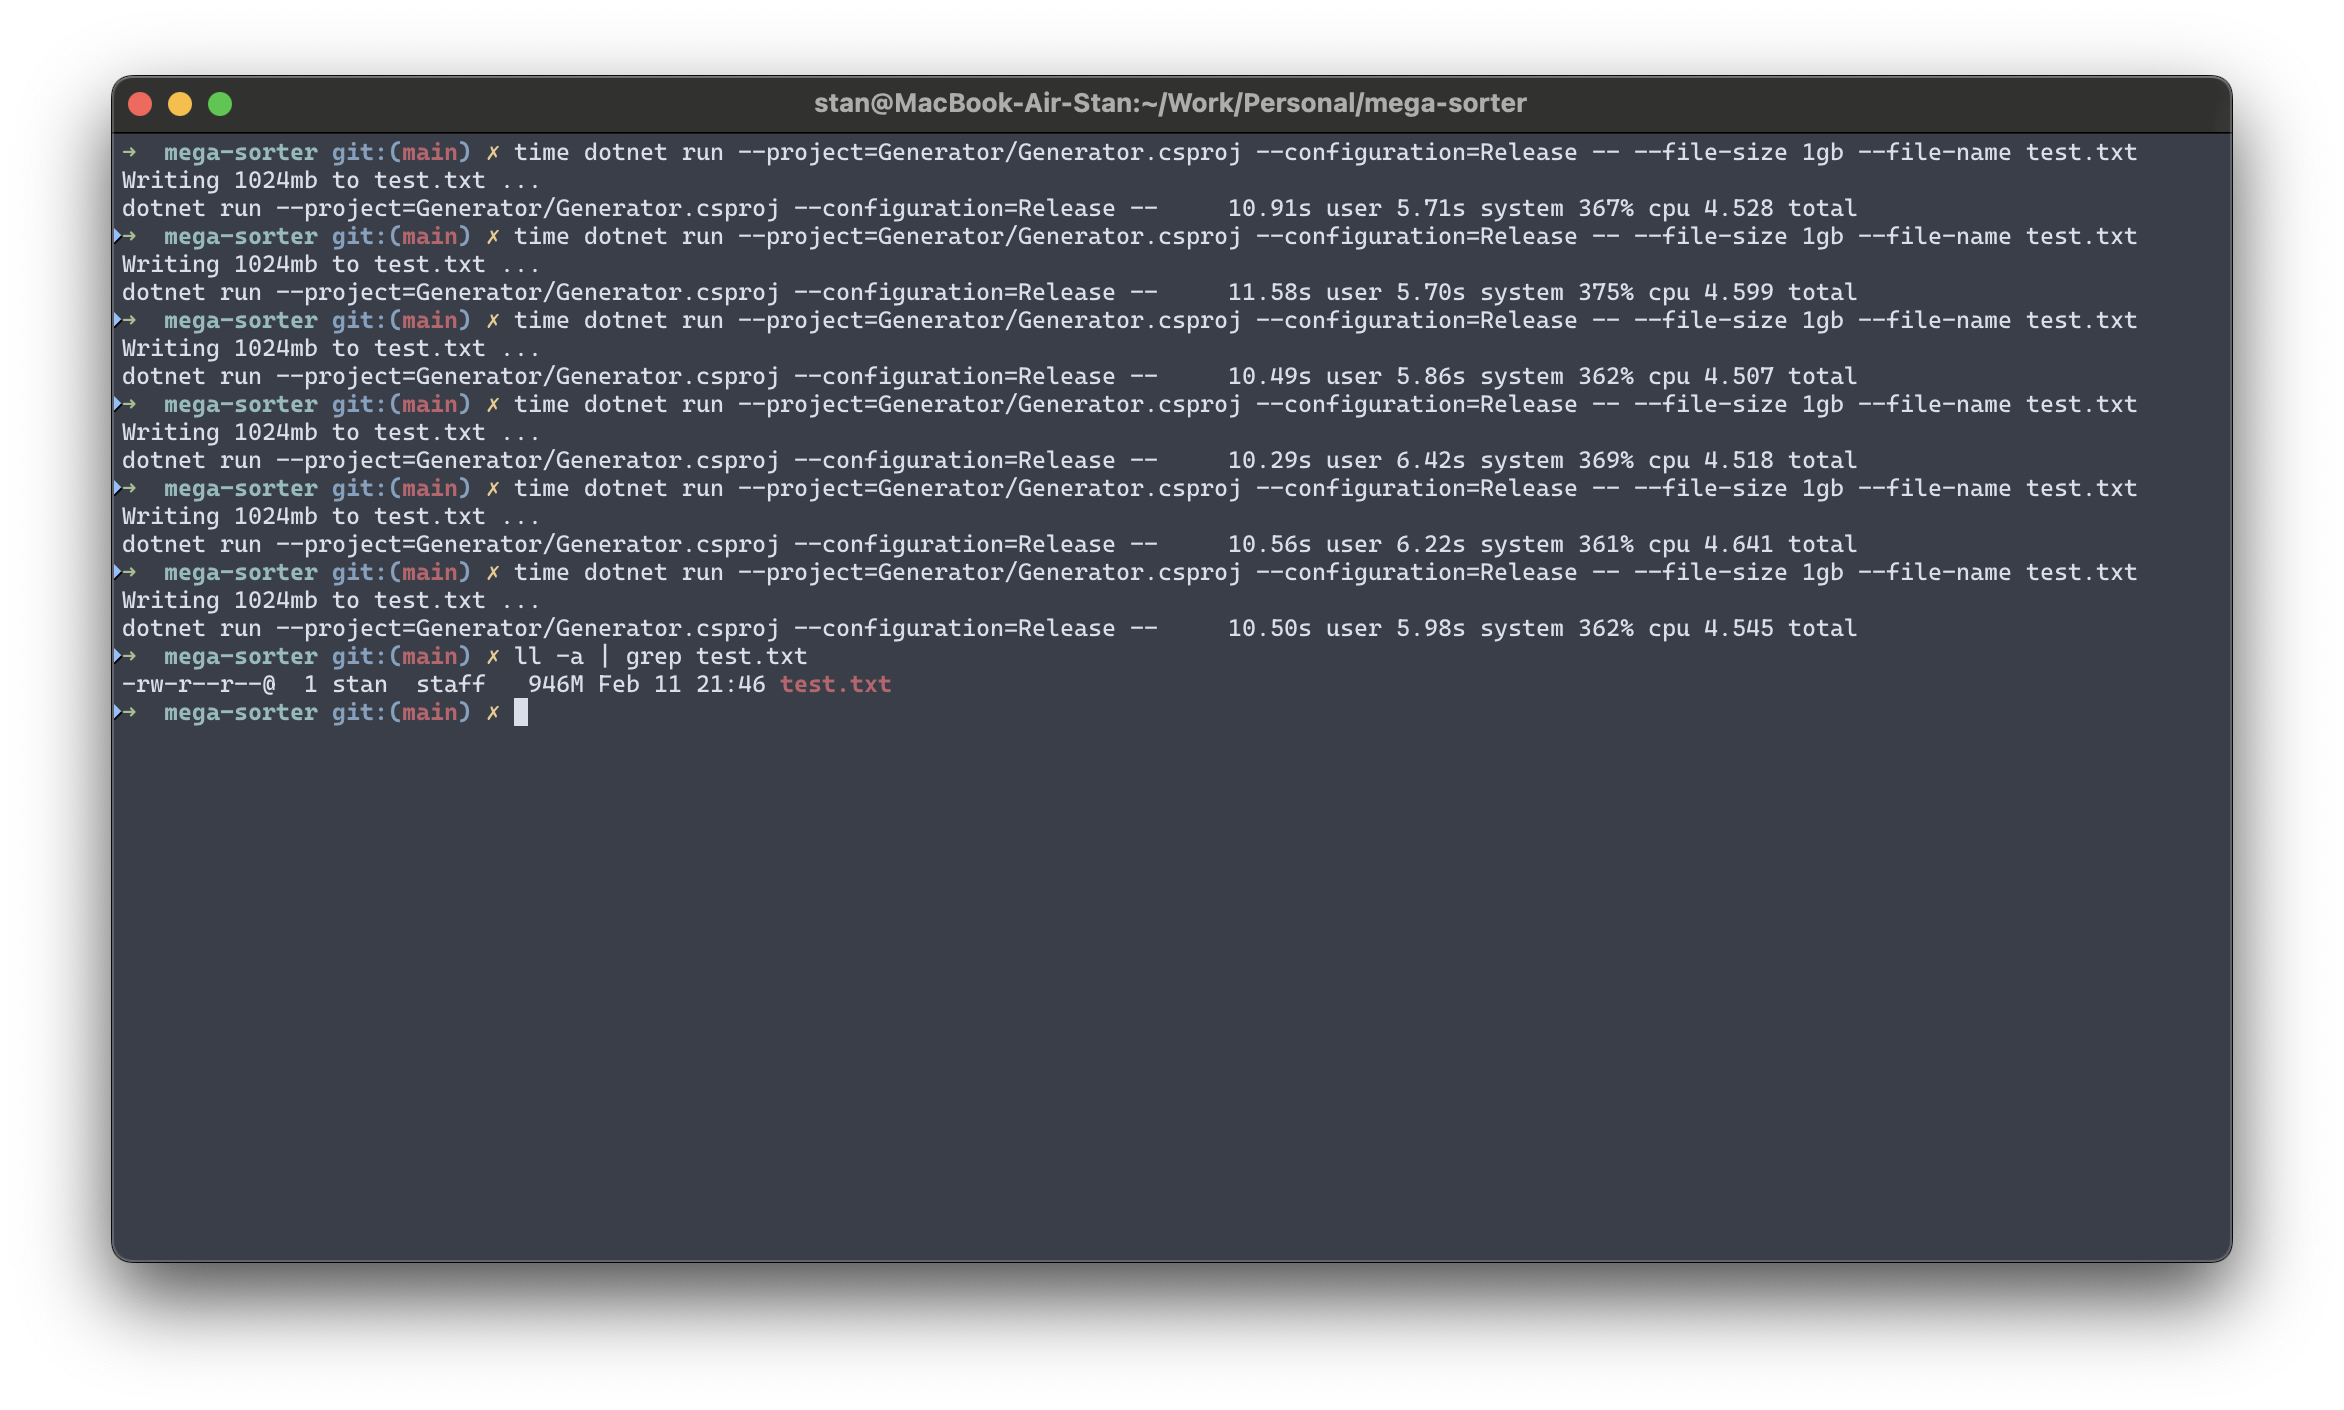 stan@MacBook-Air-Stan:~/Work/Personal/mega-sorter
➜  mega-sorter git:(main) ✗ time dotnet run --project=Generator/Generator.csproj --configuration=Release -- --file-size 1gb --file-name test.txt
Writing 1024mb to test.txt ...
dotnet run --project=Generator/Generator.csproj --configuration=Release --     10.91s user 5.71s system 367% cpu 4.528 total
➜  mega-sorter git:(main) ✗ time dotnet run --project=Generator/Generator.csproj --configuration=Release -- --file-size 1gb --file-name test.txt
Writing 1024mb to test.txt ...
dotnet run --project=Generator/Generator.csproj --configuration=Release --     11.58s user 5.70s system 375% cpu 4.599 total
➜  mega-sorter git:(main) ✗ time dotnet run --project=Generator/Generator.csproj --configuration=Release -- --file-size 1gb --file-name test.txt
Writing 1024mb to test.txt ...
dotnet run --project=Generator/Generator.csproj --configuration=Release --     10.49s user 5.86s system 362% cpu 4.507 total
➜  mega-sorter git:(main) ✗ time dotnet run --project=Generator/Generator.csproj --configuration=Release -- --file-size 1gb --file-name test.txt
Writing 1024mb to test.txt ...
dotnet run --project=Generator/Generator.csproj --configuration=Release --     10.29s user 6.42s system 369% cpu 4.518 total
➜  mega-sorter git:(main) ✗ time dotnet run --project=Generator/Generator.csproj --configuration=Release -- --file-size 1gb --file-name test.txt
Writing 1024mb to test.txt ...
dotnet run --project=Generator/Generator.csproj --configuration=Release --     10.56s user 6.22s system 361% cpu 4.641 total
➜  mega-sorter git:(main) ✗ time dotnet run --project=Generator/Generator.csproj --configuration=Release -- --file-size 1gb --file-name test.txt
Writing 1024mb to test.txt ...
dotnet run --project=Generator/Generator.csproj --configuration=Release --     10.50s user 5.98s system 362% cpu 4.545 total
➜  mega-sorter git:(main) ✗ ll -a | grep test.txt
-rw-r--r--@  1 stan  staff   946M Feb 11 21:46 test.txt
➜  mega-sorter git:(main) ✗